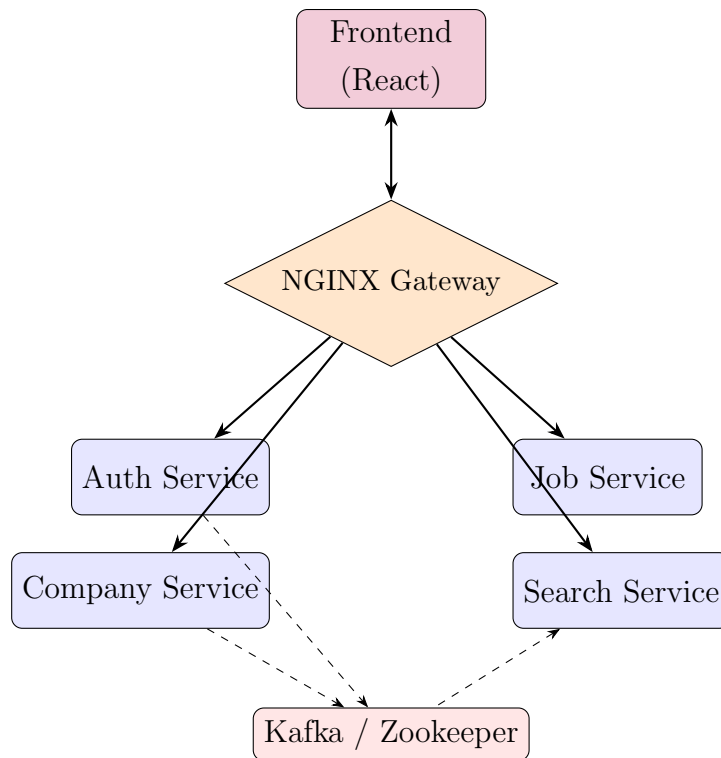 Frontend
(React)
NGINX Gateway
Auth Service
Job Service
Company Service
Search Service
Kafka / Zookeeper